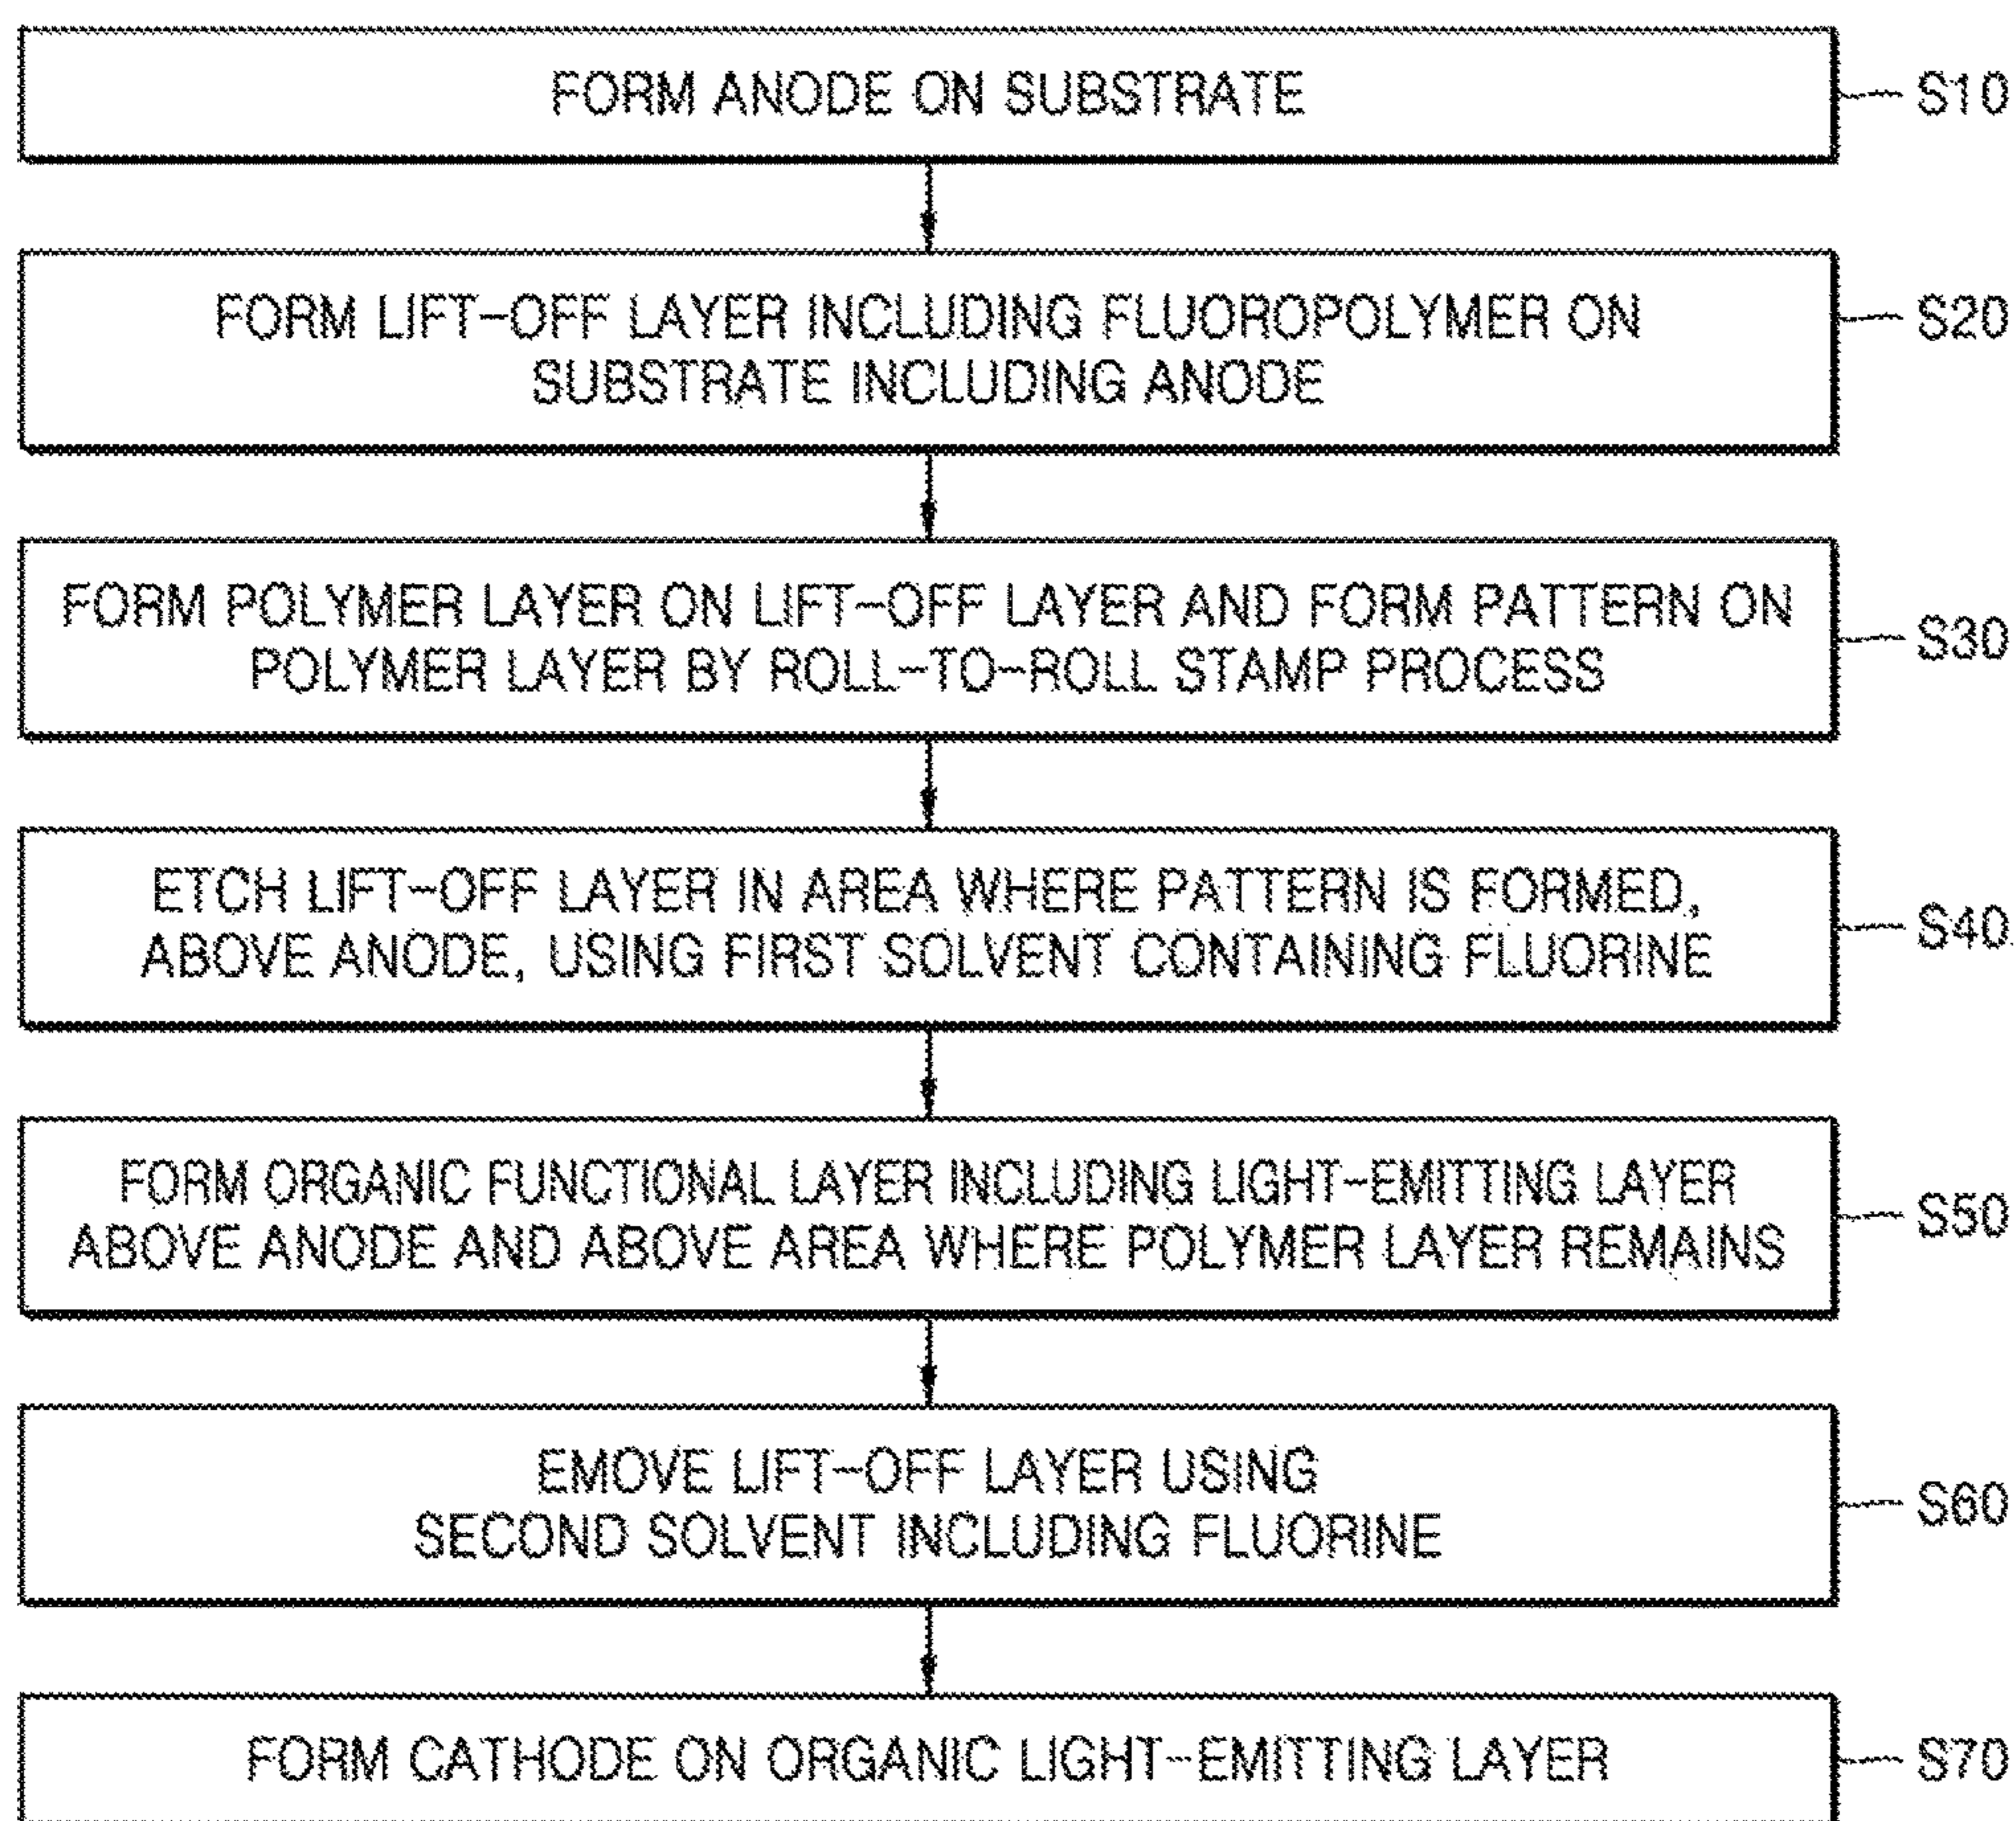 FORM ANODE ON SUBSTRATE
S10
FORM LIFT-OFF LAYER INCLUDING FLUOROPOLYMER ON
SUBSTRATE INCLUDING ANODE
S20
FORM POLYMER LAYER ON LIFT-OFF LAYER AND FORM PATTERN ON
POLYMER LAYER BY ROLL-TO-ROLL STAMP PROCESS
S30
ETCH LIFT-OFF LAYER IN AREA WHERE PATTERN IS FORMED,
ABOVE ANODE, USING FIRST SOLVENT CONTAINING FLUORINE
S40
FORM ORGANIC FUNCTIONAL LAYER INCLUDING LIGHT-EMITTING LAYER
ABOVE ANODE AND ABOVE AREA WHERE POLYMER LAYER REMAINS
S50
EMOVE LIFT-OFF LAYER USING
SECOND SOLVENT INCLUDING FLUORINE
S60
FORM CATHODE ON ORGANIC LIGHT-EMITTING LAYER
S70